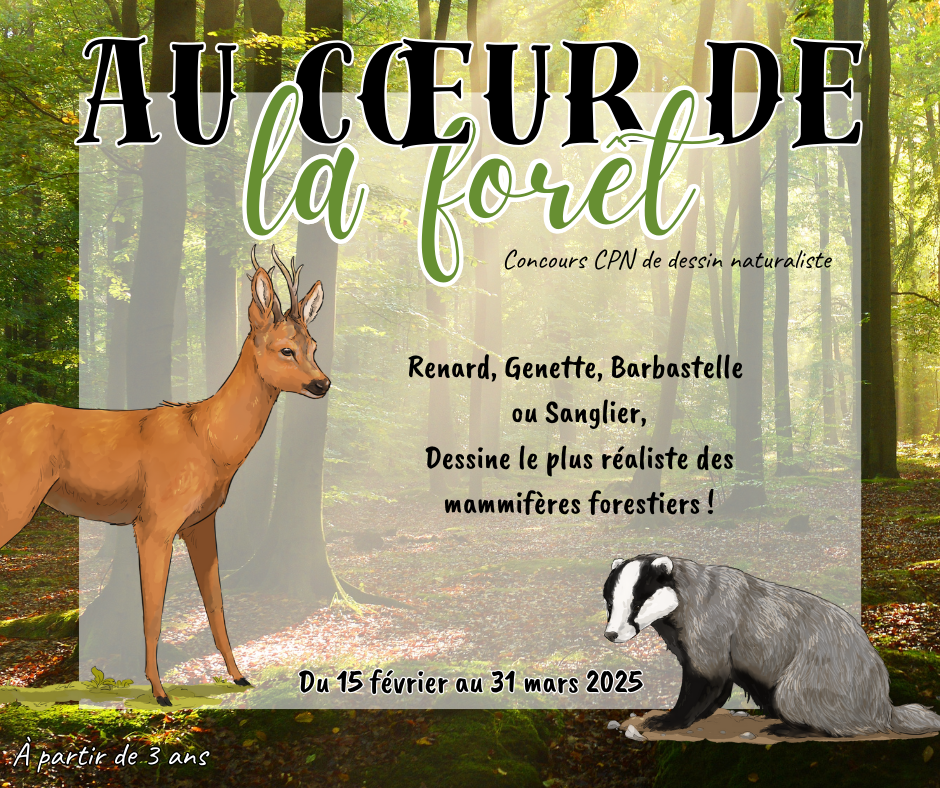 AU CŒUR DE
la forêt
Concours CPN de dessin naturaliste
Renard, Genette, Barbastelle
ou Sanglier,
Dessine le plus réaliste des
mammifères forestiers !
Du 15 février au 31 mars 2025
À partir de 3 ans